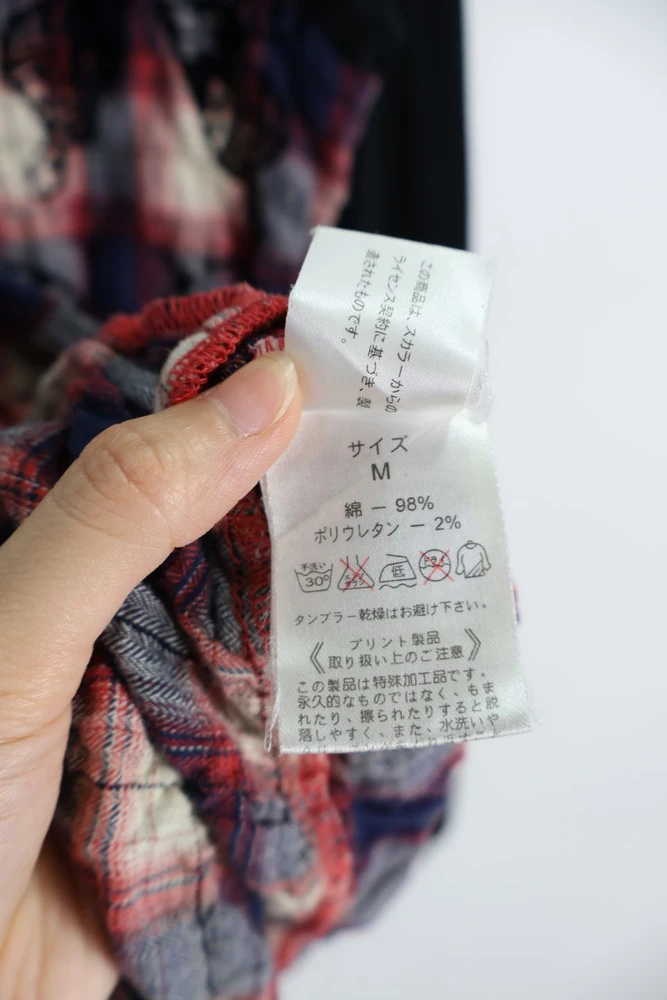 この商品は、スカラーからの
ライセンス契約に基づき、製
造されたものです。
サイズ
M
綿 — 98%
ポリウレタン — 2%
手洗い
30°
低
タンブラー乾燥はお避け下さい。
《プリント製品
取り扱い上のご注意》
この製品は特殊加工品です。
永久的なものではなく、もま
れたり、擦られたりすると脱
落しやすく、また、水洗いや